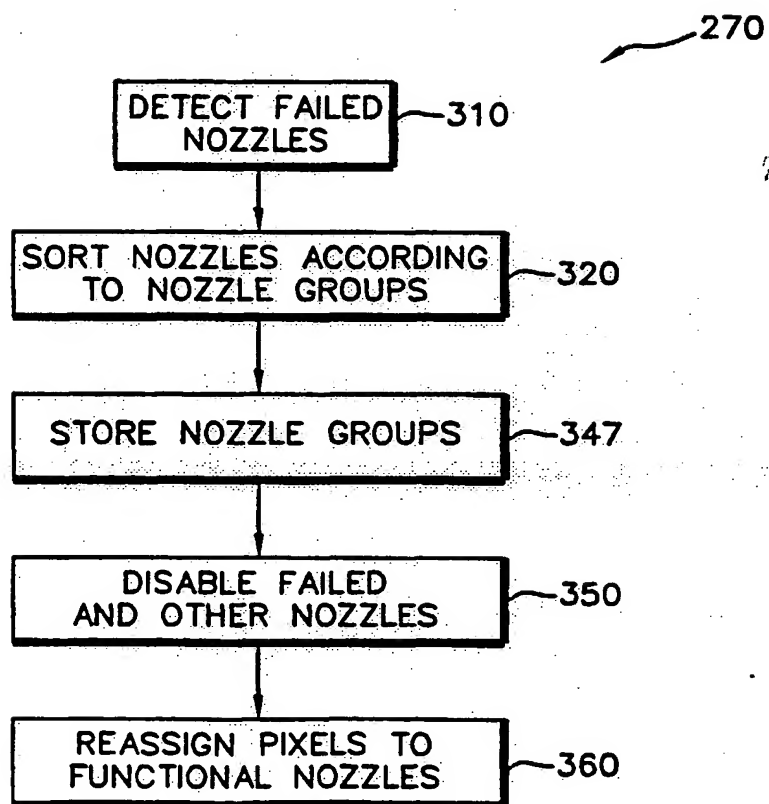 270
DETECT FAILED
NOZZLES
310
SORT NOZZLES ACCORDING
TO NOZZLE GROUPS
320
STORE NOZZLE GROUPS
347
DISABLE FAILED
AND OTHER NOZZLES
350
REASSIGN PIXELS TO
FUNCTIONAL NOZZLES
360